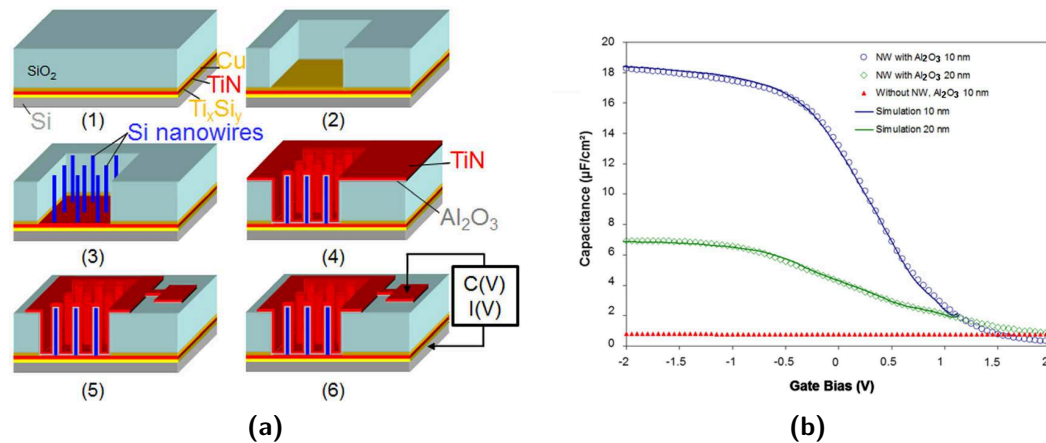 SiO₂
Cu
TiN
TiₓSiᵧ
Si
(1)
(2)
Si nanowires
TiN
Al₂O₃
(3)
(4)
C(V)
I(V)
(5)
(6)
(a)
20
18
16
14
12
10
8
6
4
2
0
Capacitance (µF/cm²)
NW with Al₂O₃ 10 nm
NW with Al₂O₃ 20 nm
Without NW, Al₂O₃ 10 nm
Simulation 10 nm
Simulation 20 nm
-2 -1.5 -1 -0.5 0 0.5 1 1.5 2
Gate Bias (V)
(b)